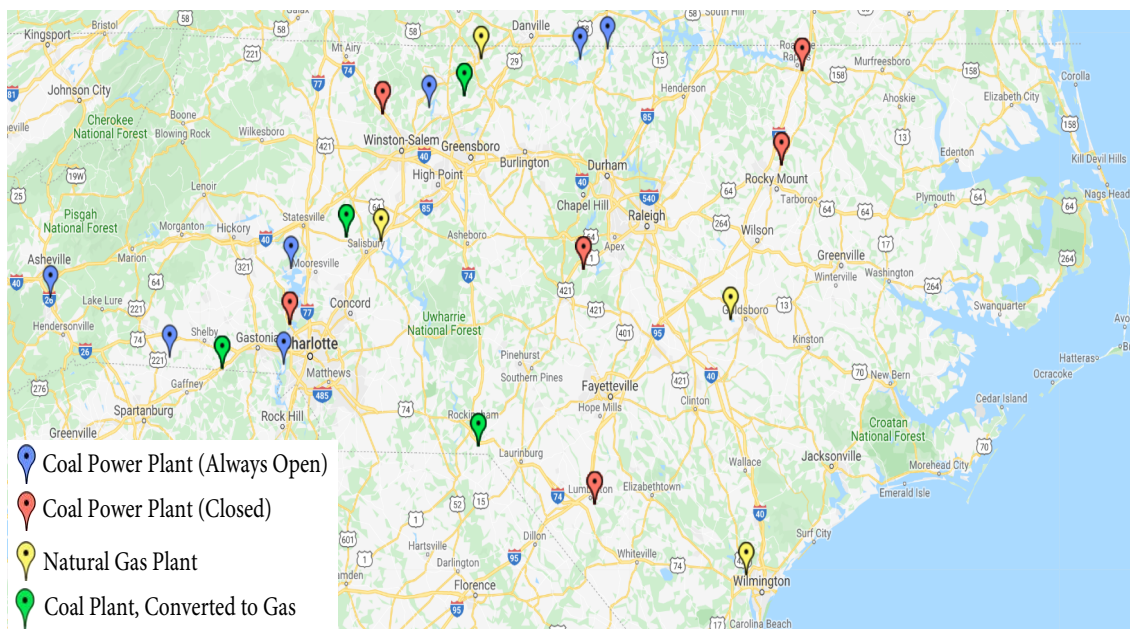 Kingsport
Bristol
Galax
Danville
South Hill
Mt Airy
Roanoke
Rapids
Murfreesboro
Corolla
Johnson City
Boone
Henderson
Ahoskie
Elizabeth City
Cherokee
National Forest
Blowing Rock
Wilkesboro
Winston-Salem
Greensboro
Burlington
Durham
Rocky Mount
Edenton
Kill Devil Hills
High Point
Tarboro
Nags Head
Lenoir
Statesville
Chapel Hill
Raleigh
Plymouth
Pisgah
National Forest
Morganton
Hickory
Salisbury
Asheboro
Apex
Wilson
Greenville
Asheville
Marion
Mooresville
Winterville
Washington
Lake Lure
Concord
Uwharrie
National Forest
Goldsboro
Swanquarter
Hendersonville
Shelby
Gastonia
Charlotte
Pinehurst
Southern Pines
Kinston
Hatteras
Matthews
Fayetteville
Ocracoke
Gaffney
Hope Mills
Clinton
New Bern
Spartanburg
Rock Hill
Rockingham
Cedar Island
Greenville
Laurinburg
Croatan
National Forest
Wallace
Jacksonville
Morehead City
Lumberton
Elizabethtown
Emerald Isle
Dillon
Surf City
Hartsville
Whiteville
Darlington
Florence
Wilmington
Carolina Beach
Coal Power Plant (Always Open)
Coal Power Plant (Closed)
Natural Gas Plant
Coal Plant, Converted to Gas